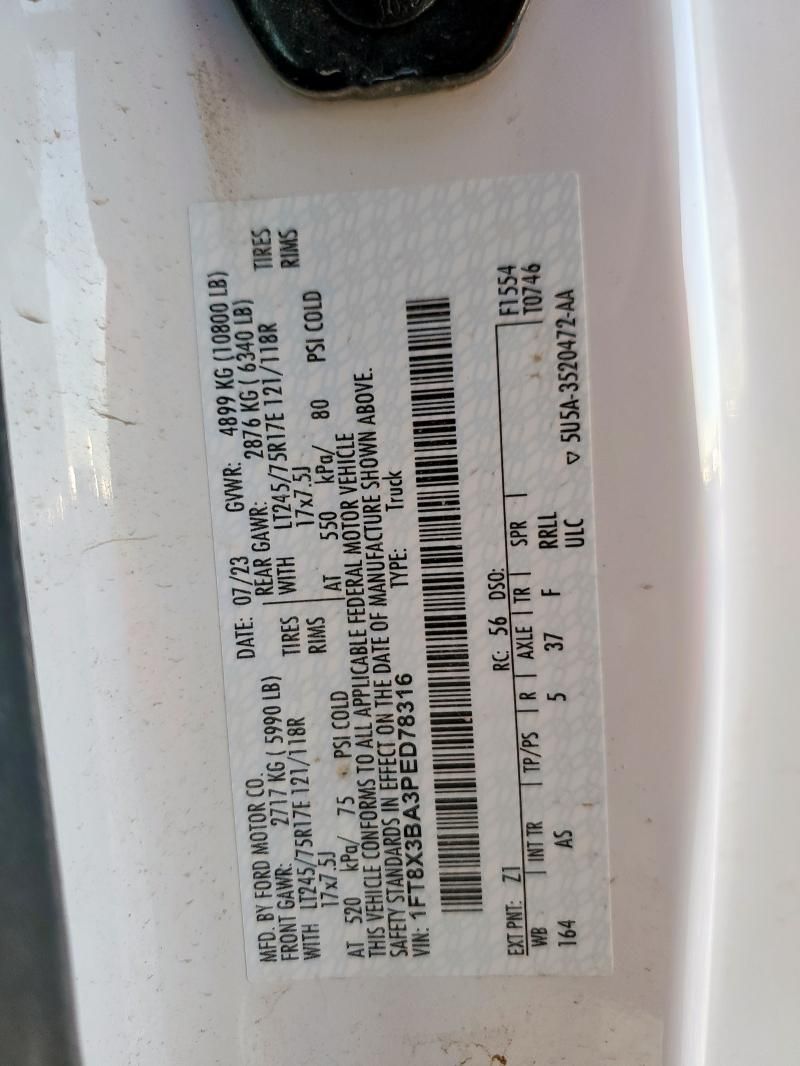 MFD. BY FORD MOTOR CO.
DATE: 07/23 GVWR: 4899 KG (10800 LB)
FRONT GAWR: 2717 KG ( 5990 LB) REAR GAWR: 2876 KG ( 6340 LB)
WITH LT245/75R17E 121/118R TIRES WITH LT245/75R17E 121/118R TIRES
17x7.5J RIMS 17x7.5J RIMS
AT 520 kPa/ 75 PSI COLD AT 550 kPa/ 80 PSI COLD
THIS VEHICLE CONFORMS TO ALL APPLICABLE FEDERAL MOTOR VEHICLE
SAFETY STANDARDS IN EFFECT ON THE DATE OF MANUFACTURE SHOWN ABOVE.
VIN: 1FT8X3BA3PED78316 TYPE: Truck
EXT PNT: Z1 RC: 56 DSO: F1554
WB INT TR TP/PS R AXLE TR SPR T0746
164 AS 5 37 F RRLL
ULC ▽ 5U5A-3520472-AA